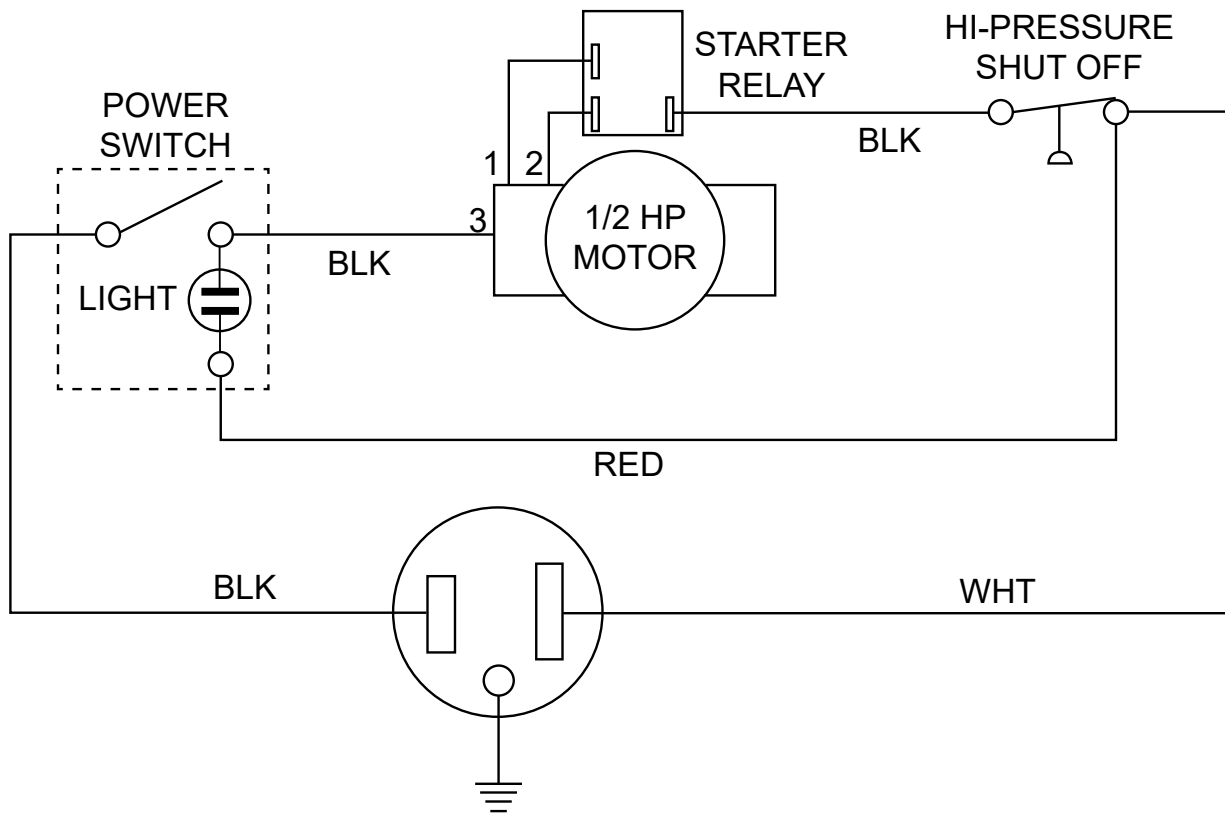 STARTER
RELAY
HI-PRESSURE
SHUT OFF
POWER
SWITCH
BLK
1
2
3
1/2 HP
MOTOR
BLK
LIGHT
RED
BLK
WHT